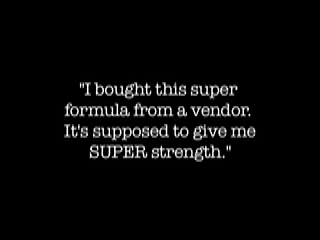 "I bought this super
formula from a vendor.
It's supposed to give me
SUPER strength."